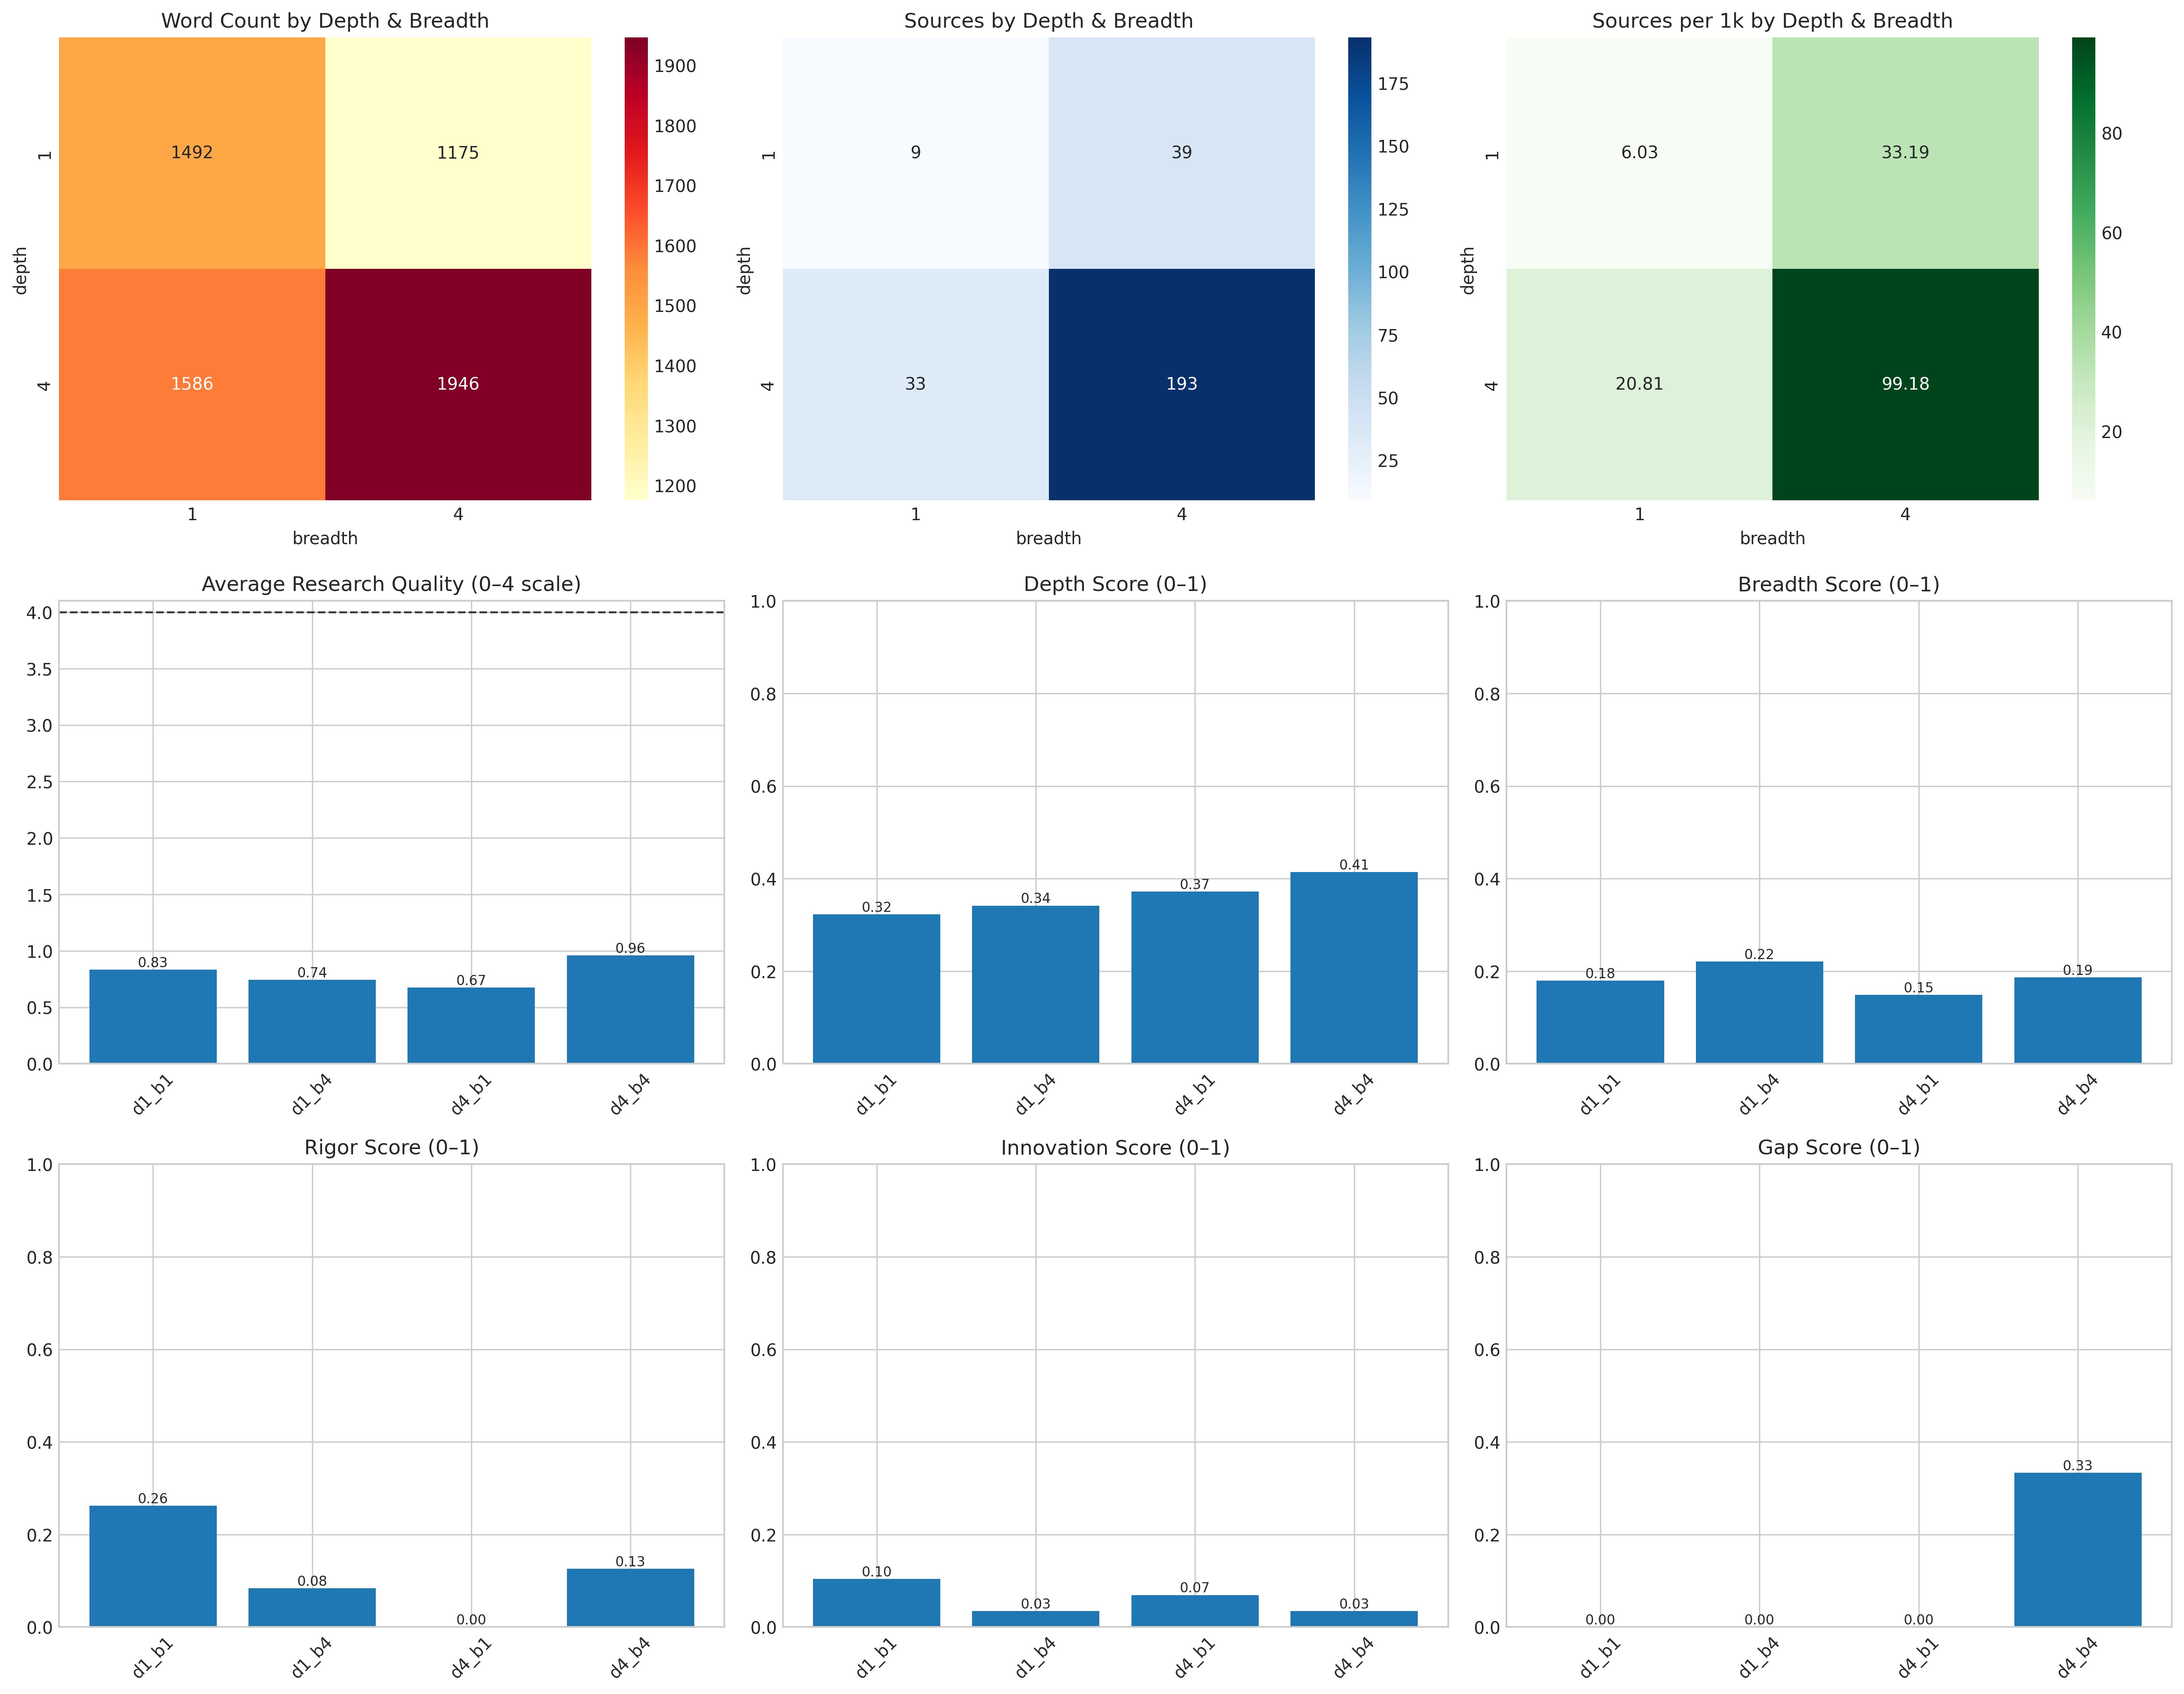 Word Count by Depth & Breadth
1492 1175
1586 1946
1
4
depth
1 4
breadth
1900
1800
1700
1600
1500
1400
1300
1200
Sources by Depth & Breadth
9 39
33 193
1
4
depth
1 4
breadth
175
150
125
100
75
50
25
Sources per 1k by Depth & Breadth
6.03 33.19
20.81 99.18
1
4
depth
1 4
breadth
80
60
40
20
Average Research Quality (0–4 scale)
4.0
3.5
3.0
2.5
2.0
1.5
1.0
0.5
0.0
0.83 0.74 0.67 0.96
d1_b1 d1_b4 d4_b1 d4_b4
Depth Score (0–1)
1.0
0.8
0.6
0.4
0.2
0.0
0.32 0.34 0.37 0.41
d1_b1 d1_b4 d4_b1 d4_b4
Breadth Score (0–1)
1.0
0.8
0.6
0.4
0.2
0.0
0.18 0.22 0.15 0.19
d1_b1 d1_b4 d4_b1 d4_b4
Rigor Score (0–1)
1.0
0.8
0.6
0.4
0.2
0.0
0.26 0.08 0.00 0.13
d1_b1 d1_b4 d4_b1 d4_b4
Innovation Score (0–1)
1.0
0.8
0.6
0.4
0.2
0.0
0.10 0.03 0.07 0.03
d1_b1 d1_b4 d4_b1 d4_b4
Gap Score (0–1)
1.0
0.8
0.6
0.4
0.2
0.0
0.00 0.00 0.00 0.33
d1_b1 d1_b4 d4_b1 d4_b4